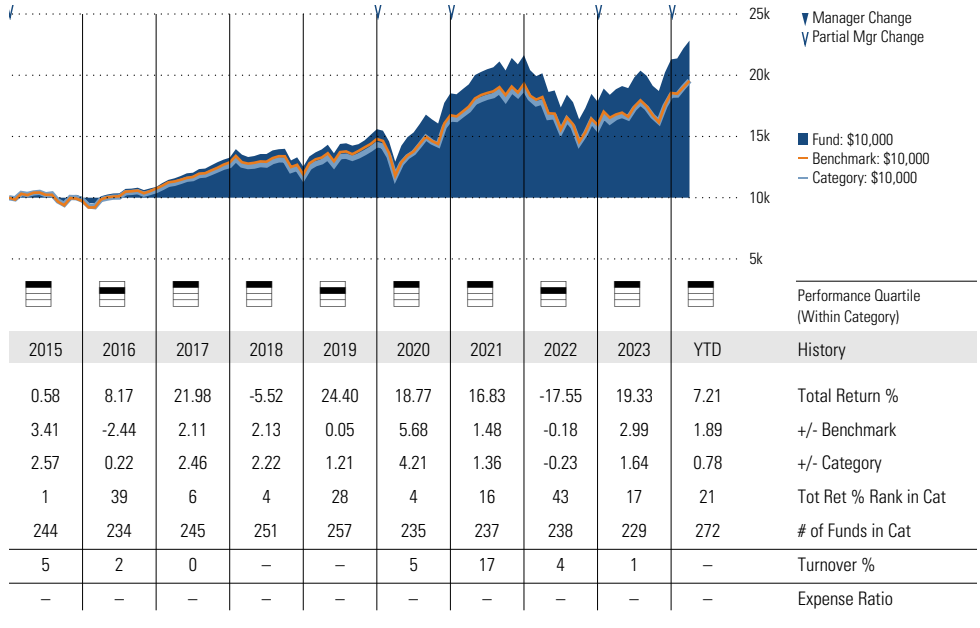 25k
20k
15k
10k
5k
Manager Change
Partial Mgr Change
Fund: $10,000
Benchmark: $10,000
Category: $10,000
Performance Quartile
(Within Category)
2015 2016 2017 2018 2019 2020 2021 2022 2023 YTD History
0.58 8.17 21.98 -5.52 24.40 18.77 16.83 -17.55 19.33 7.21 Total Return %
3.41 -2.44 2.11 2.13 0.05 5.68 1.48 -0.18 2.99 1.89 +/- Benchmark
2.57 0.22 2.46 2.22 1.21 4.21 1.36 -0.23 1.64 0.78 +/- Category
1 39 6 4 28 4 16 43 17 21 Tot Ret % Rank in Cat
244 234 245 251 257 235 237 238 229 272 # of Funds in Cat
5 2 0 – – 5 17 4 1 – Turnover %
– – – – – – – – – – Expense Ratio